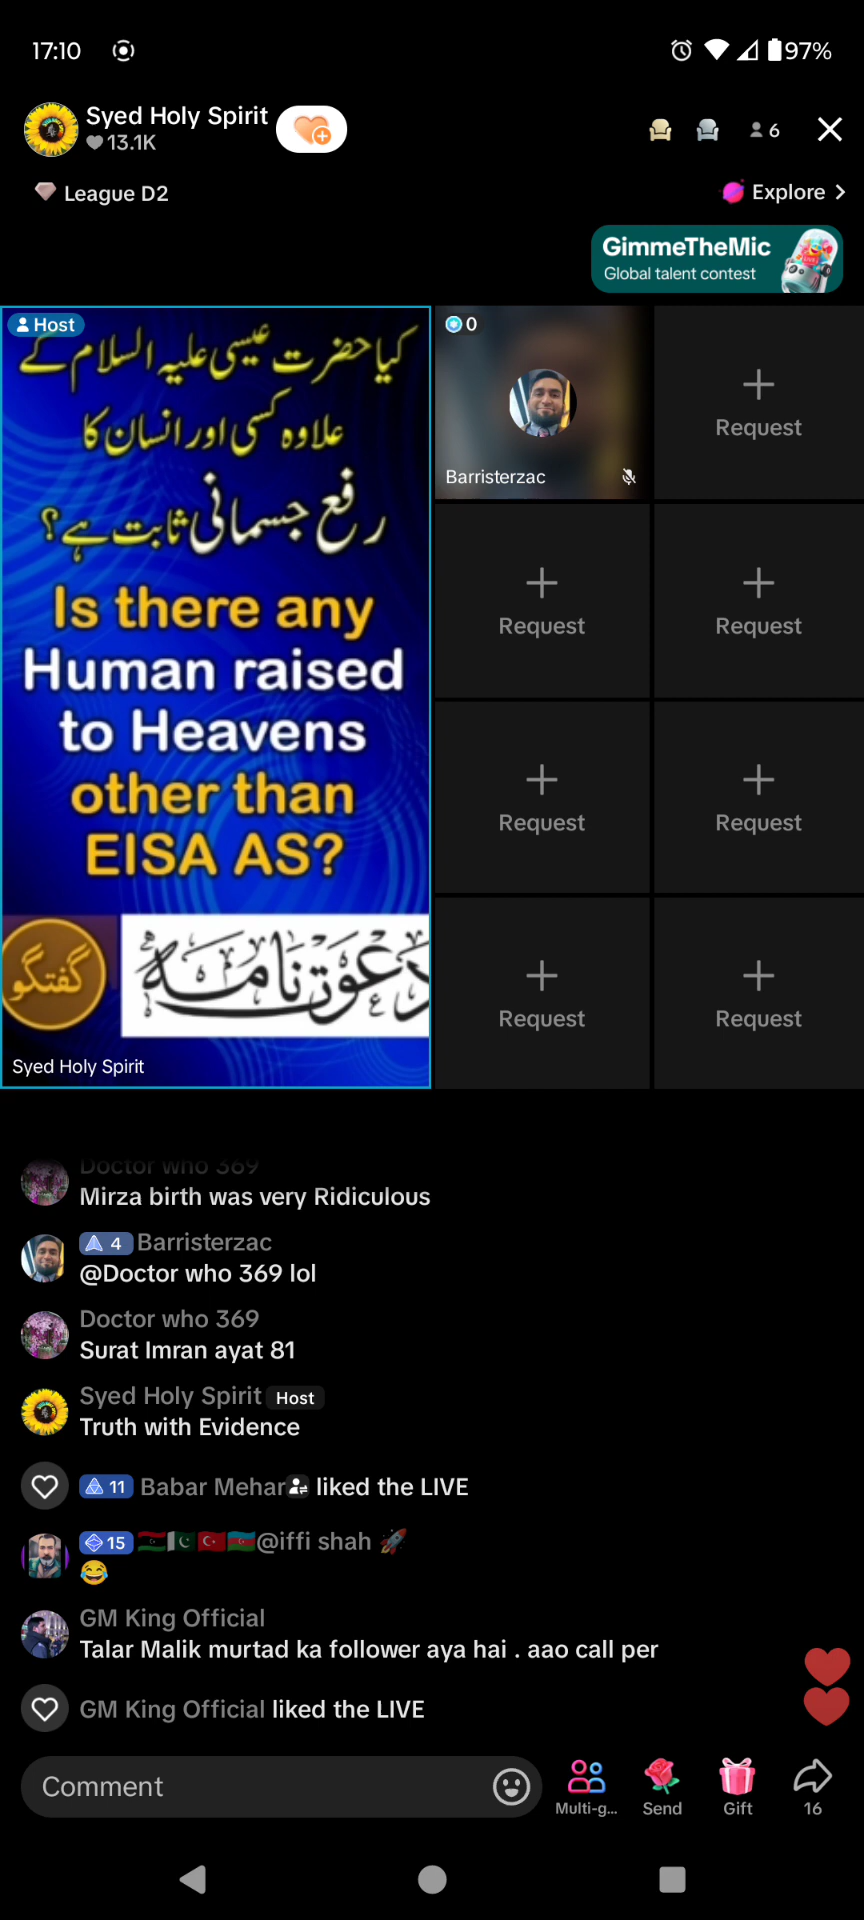 17:10
97%
Syed Holy Spirit
13.1K
6
League D2
Explore
GimmeTheMic
Global talent contest
Host
کیا حضرت عیسی علیہ السلام کے
علاوہ کسی اور انسان کا
رفع جسمانی ثابت ہے؟
Is there any
Human raised
to Heavens
other than
EISA AS?
گفتگو
دعوت نامہ
Syed Holy Spirit
0
Barristerzac
Request
Request
Request
Request
Request
Request
Request
Doctor who 369
Mirza birth was very Ridiculous
4 Barristerzac
@Doctor who 369 lol
Doctor who 369
Surat Imran ayat 81
Syed Holy Spirit Host
Truth with Evidence
11 Babar Mehar liked the LIVE
15 🇱🇾🇵🇰🇹🇷🇦🇿@iffi shah 🚀
😂
GM King Official
Talar Malik murtad ka follower aya hai . aao call per
GM King Official liked the LIVE
Comment
Multi-g...
Send
Gift
16